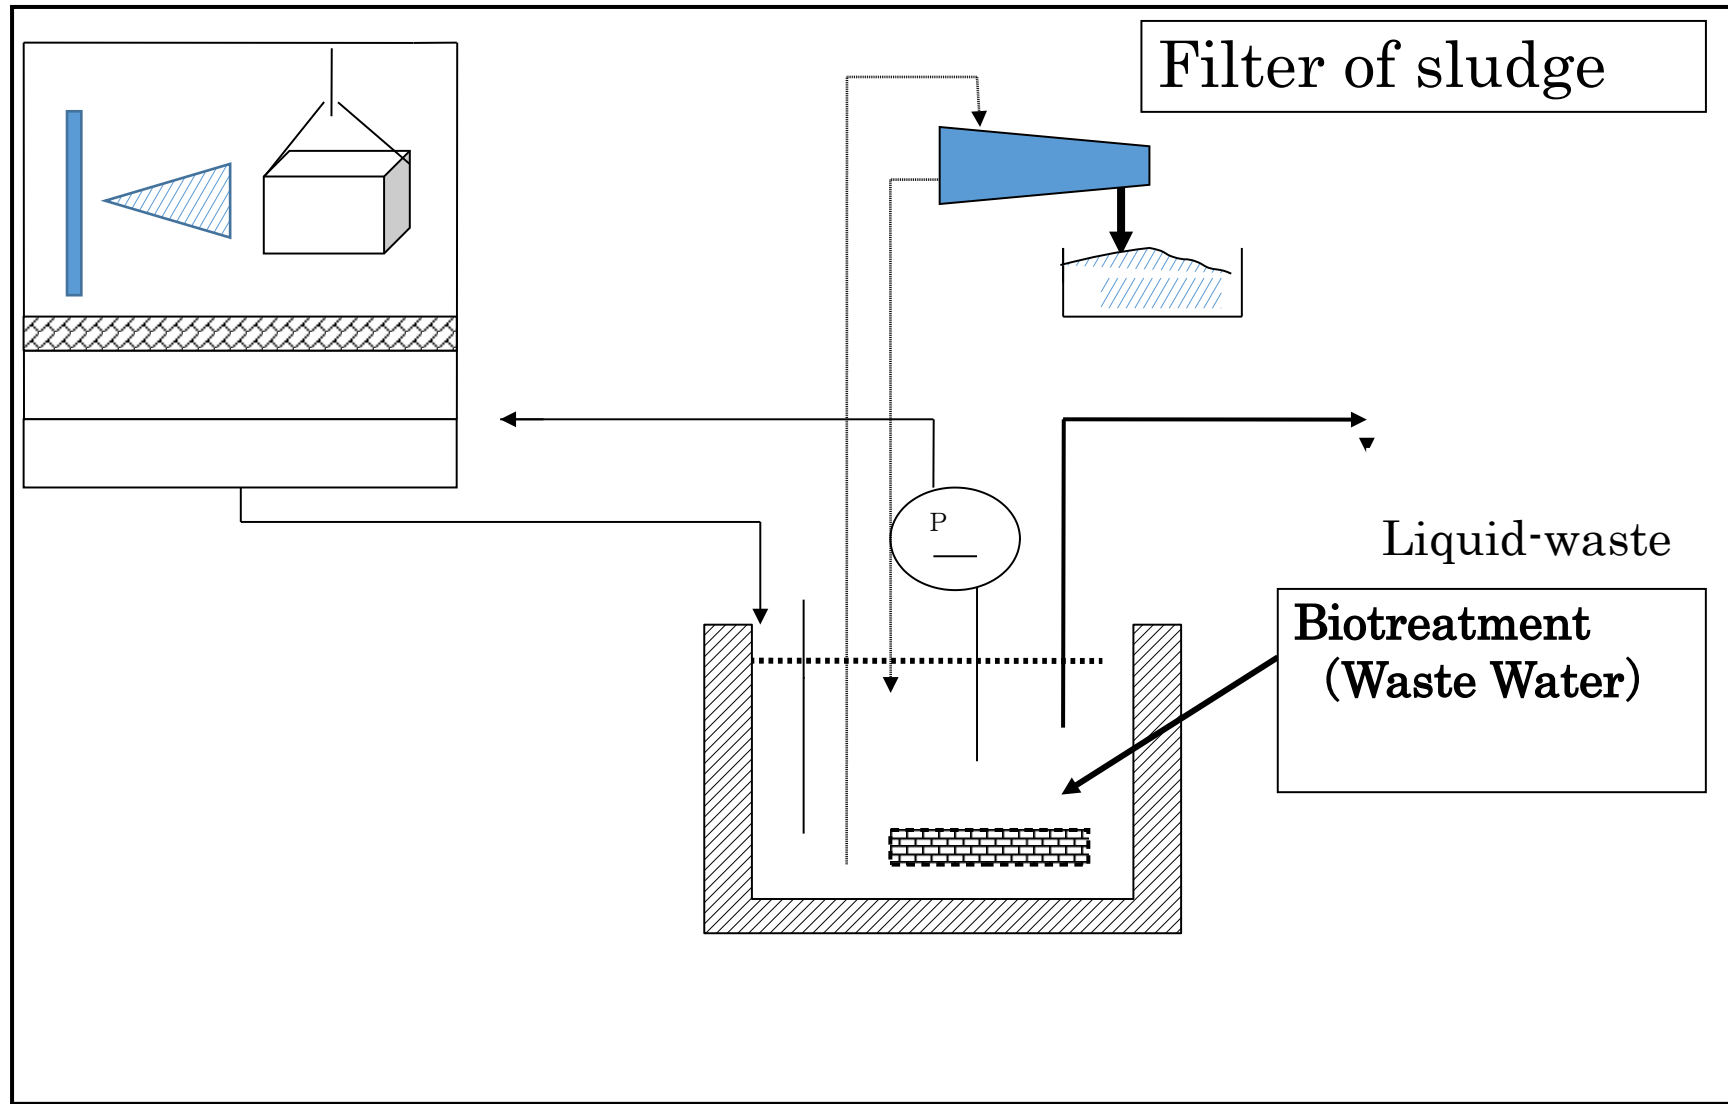 Filter of sludge
P
Liquid-waste
Biotreatment
（Waste Water）